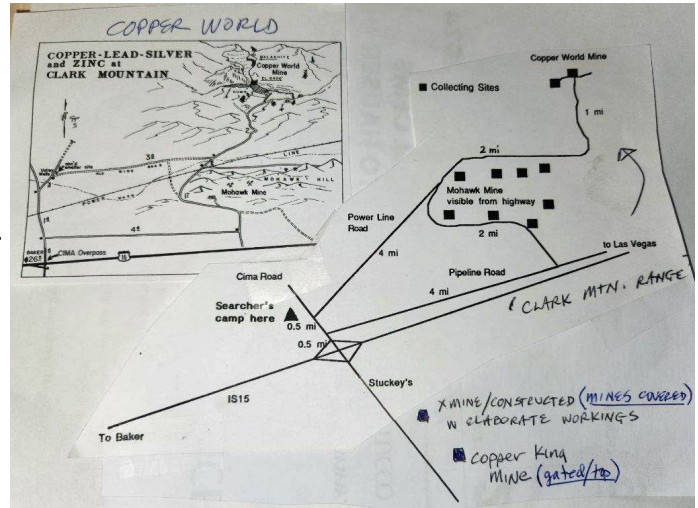 COPPER WORLD
COPPER-LEAD-SILVER
and ZINC at
CLARK MOUNTAIN
MALACHITE
Copper World
Mine
LINE
POWER
MOHAWK HILL
Mohawk Mine
CIMA Overpass
15
BAKER
Copper World Mine
Collecting Sites
1 mi
2 mi
Mohawk Mine
visible from highway
2 mi
Power Line
Road
4 mi
to Las Vegas
Pipeline Road
4 mi
CLARK MTN. RANGE
Cima Road
Searcher's
camp here
0.5 mi
0.5 mi
Stucky's
IS15
To Baker
X MINE/CONSTRUCTED (MINES COVERED)
W ELABORATE WORKINGS
Copper King
MINE (gated/top)